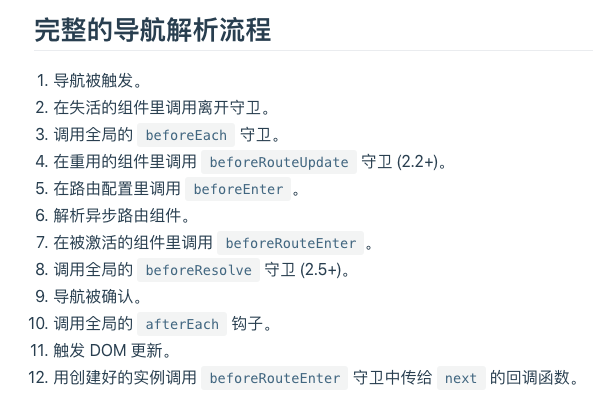 完整的导航解析流程
1. 导航被触发。
2. 在失活的组件里调用离开守卫。
3. 调用全局的 beforeEach 守卫。
4. 在重用的组件里调用 beforeRouteUpdate 守卫 (2.2+)。
5. 在路由配置里调用 beforeEnter 。
6. 解析异步路由组件。
7. 在被激活的组件里调用 beforeRouteEnter 。
8. 调用全局的 beforeResolve 守卫 (2.5+)。
9. 导航被确认。
10. 调用全局的 afterEach 钩子。
11. 触发 DOM 更新。
12. 用创建好的实例调用 beforeRouteEnter 守卫中传给 next 的回调函数。